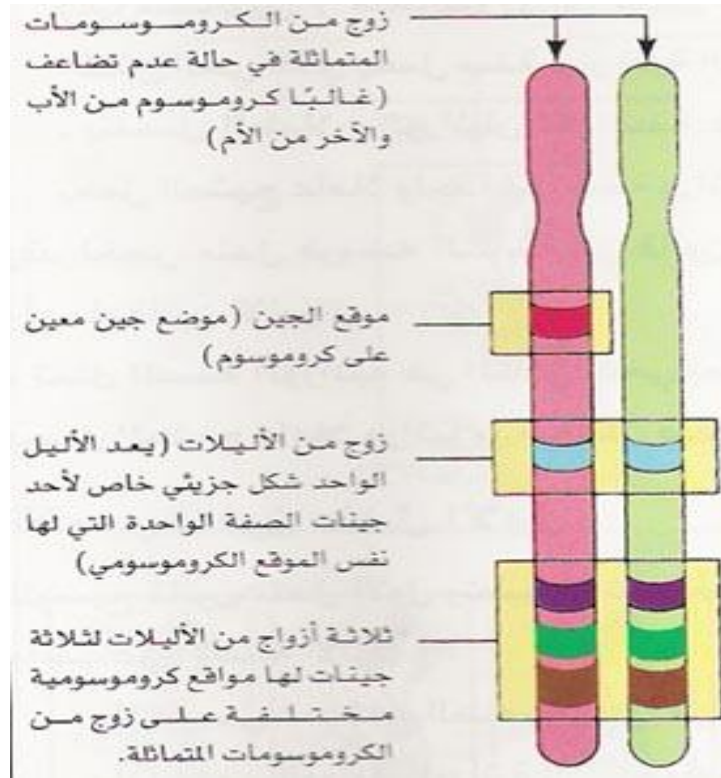 زوج من الكروموسومات
المتماثلة في حالة عدم تضاعف
(غالبًا كروموسوم من الأب
والآخر من الأم)
موقع الجين (موضع جين معين
على كروموسوم)
زوج من الأليلات (يعد الأليل
الواحد شكل جزيئي خاص لأحد
جينات الصفة الواحدة التي لها
نفس الموقع الكروموسومي)
ثلاثة أزواج من الأليلات لثلاثة
جينات لها مواقع كروموسومية
مختلفة على زوج من
الكروموسومات المتماثلة.